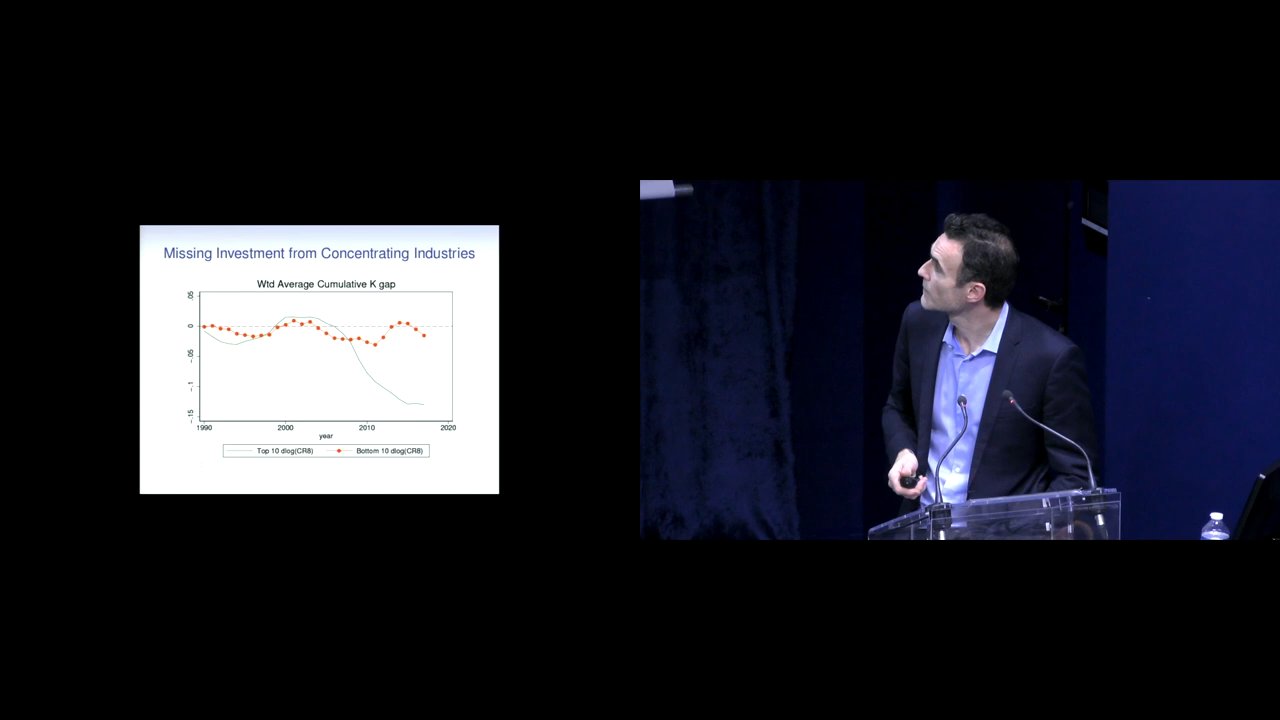 Missing Investment from Concentrating Industries
Wtd Average Cumulative K gap
.05
0
-.05
-.1
-.15
1990 2000 2010 2020
year
Top 10 dlog(CR8) Bottom 10 dlog(CR8)